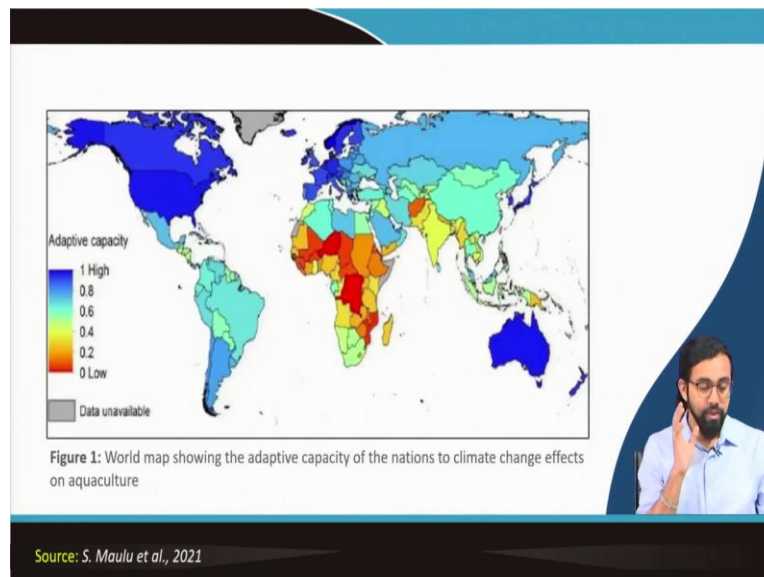 Adaptive capacity
1 High
0.8
0.6
0.4
0.2
0 Low
Data unavailable
Figure 1: World map showing the adaptive capacity of the nations to climate change effects
on aquaculture
Source: S. Maulu et al., 2021